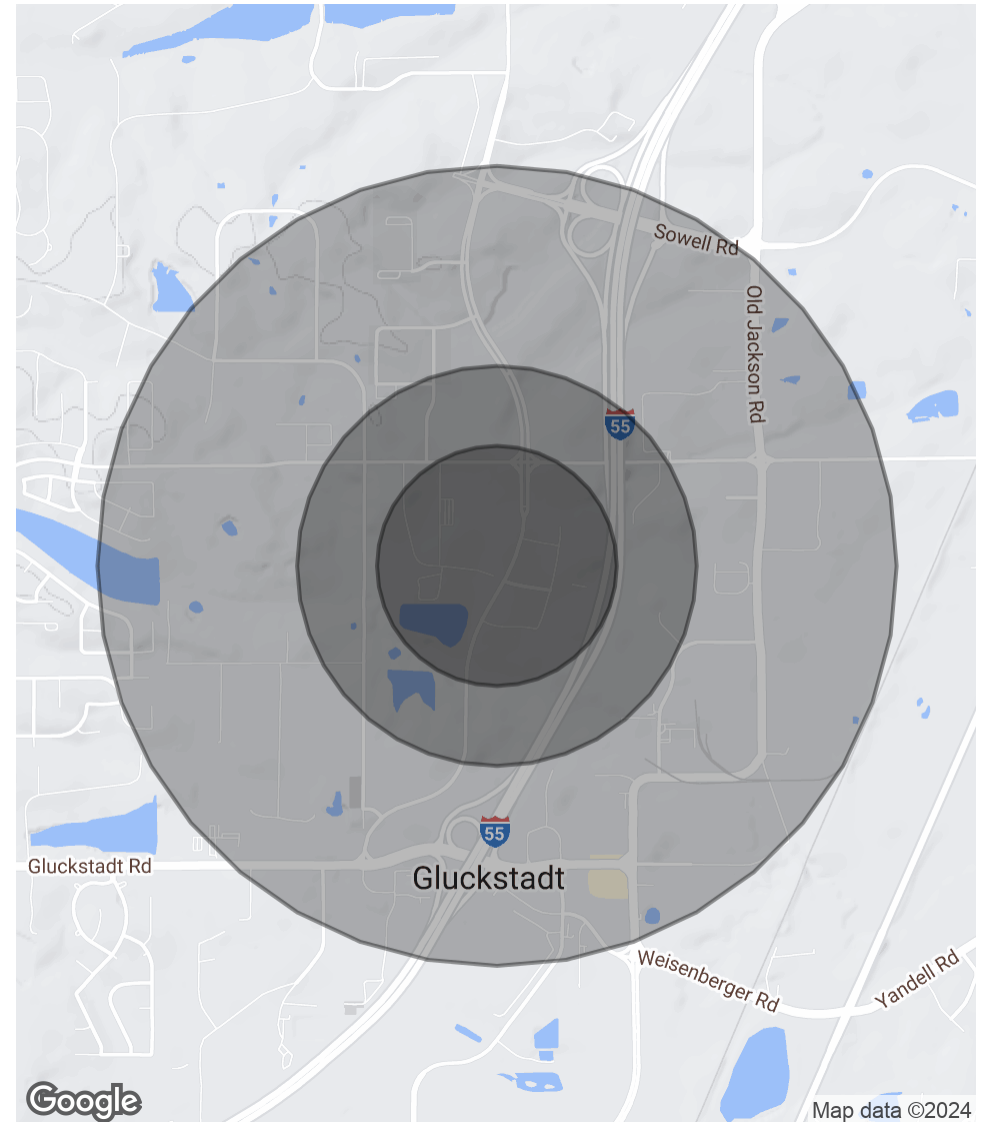 Sowell Rd
Old Jackson Rd
55
55
Gluckstadt Rd
Gluckstadt
Weisenberger Rd
Yandell Rd
Google
Map data ©2024